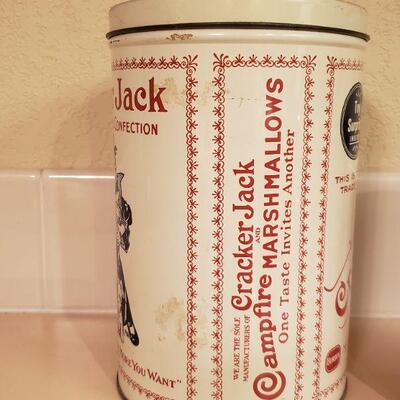 Jack
CONFECTION
YOU WANT"
WE ARE THE SOLE
MANUFACTURERS OF
Cracker Jack
AND
Campfire MARSHMALLOWS
One Taste Invites Another
THIS IS
TRADE